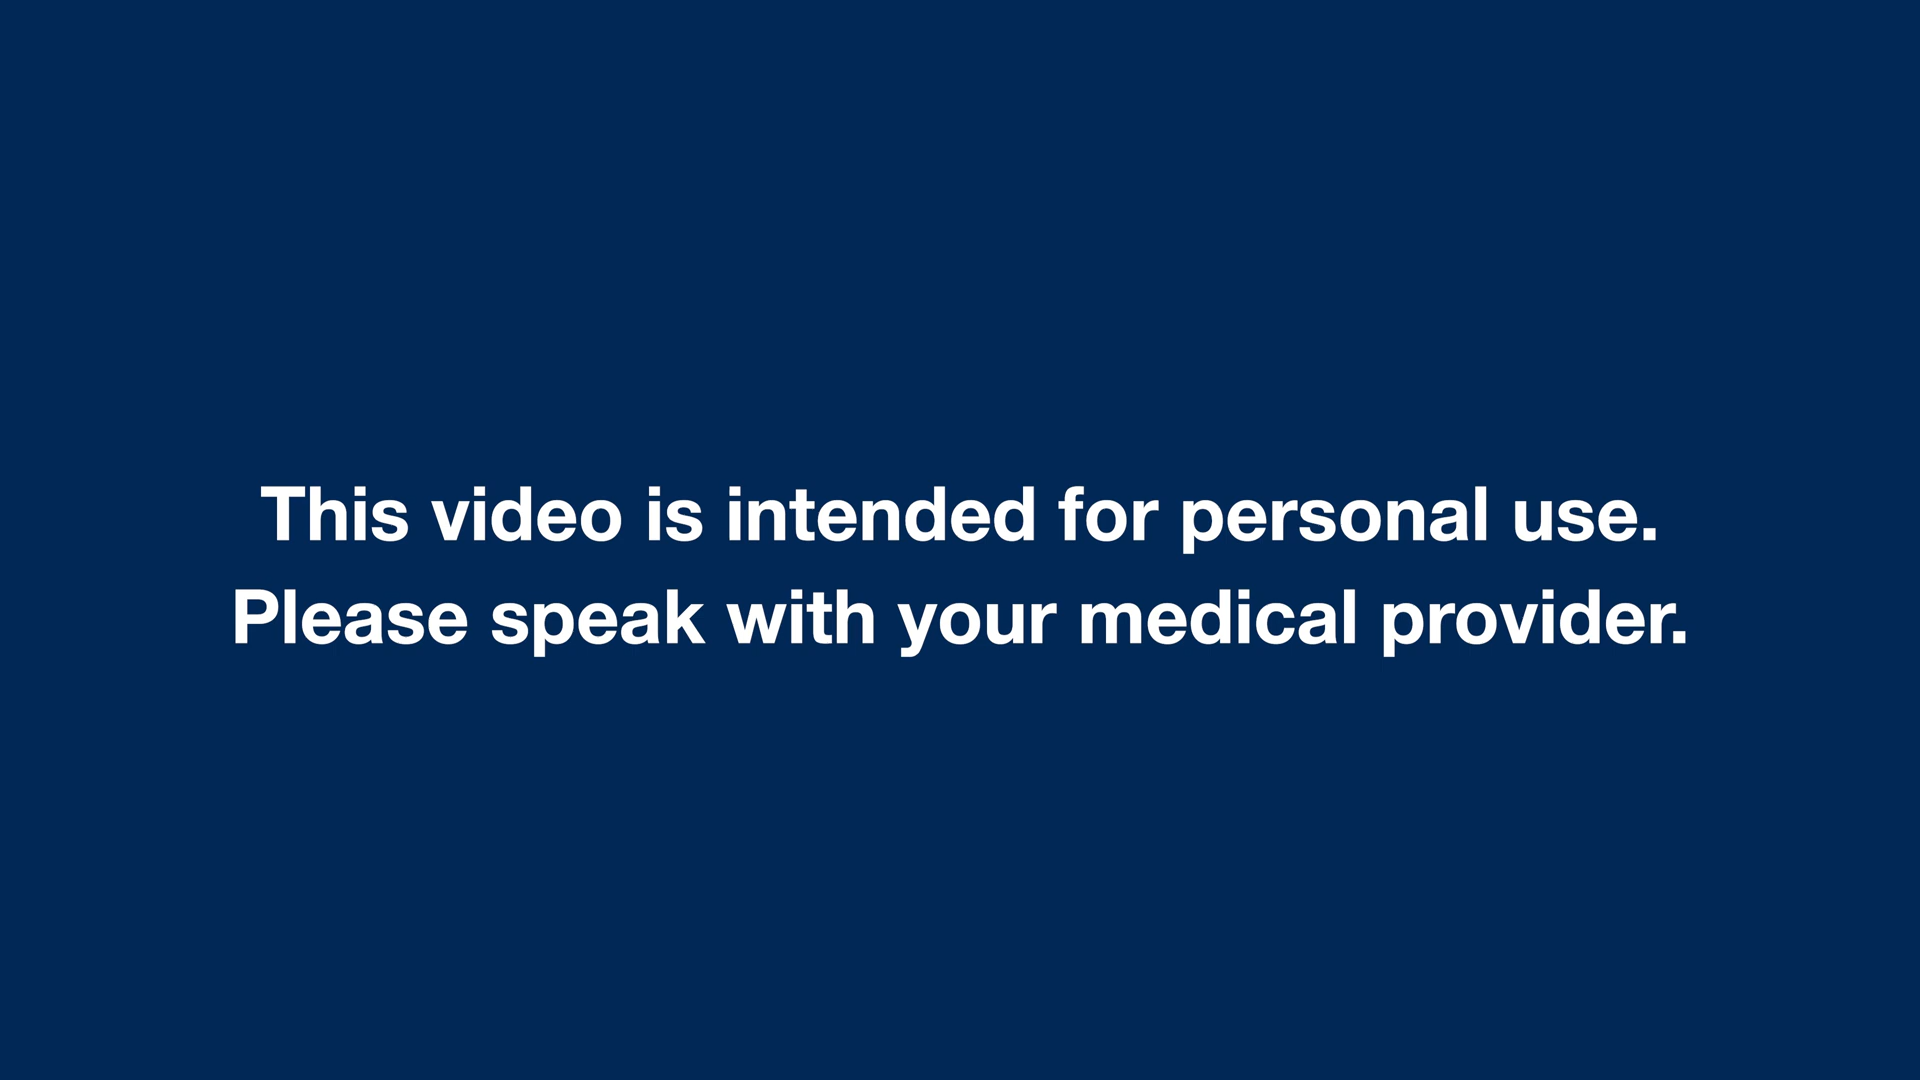 This video is intended for personal use.
Please speak with your medical provider.